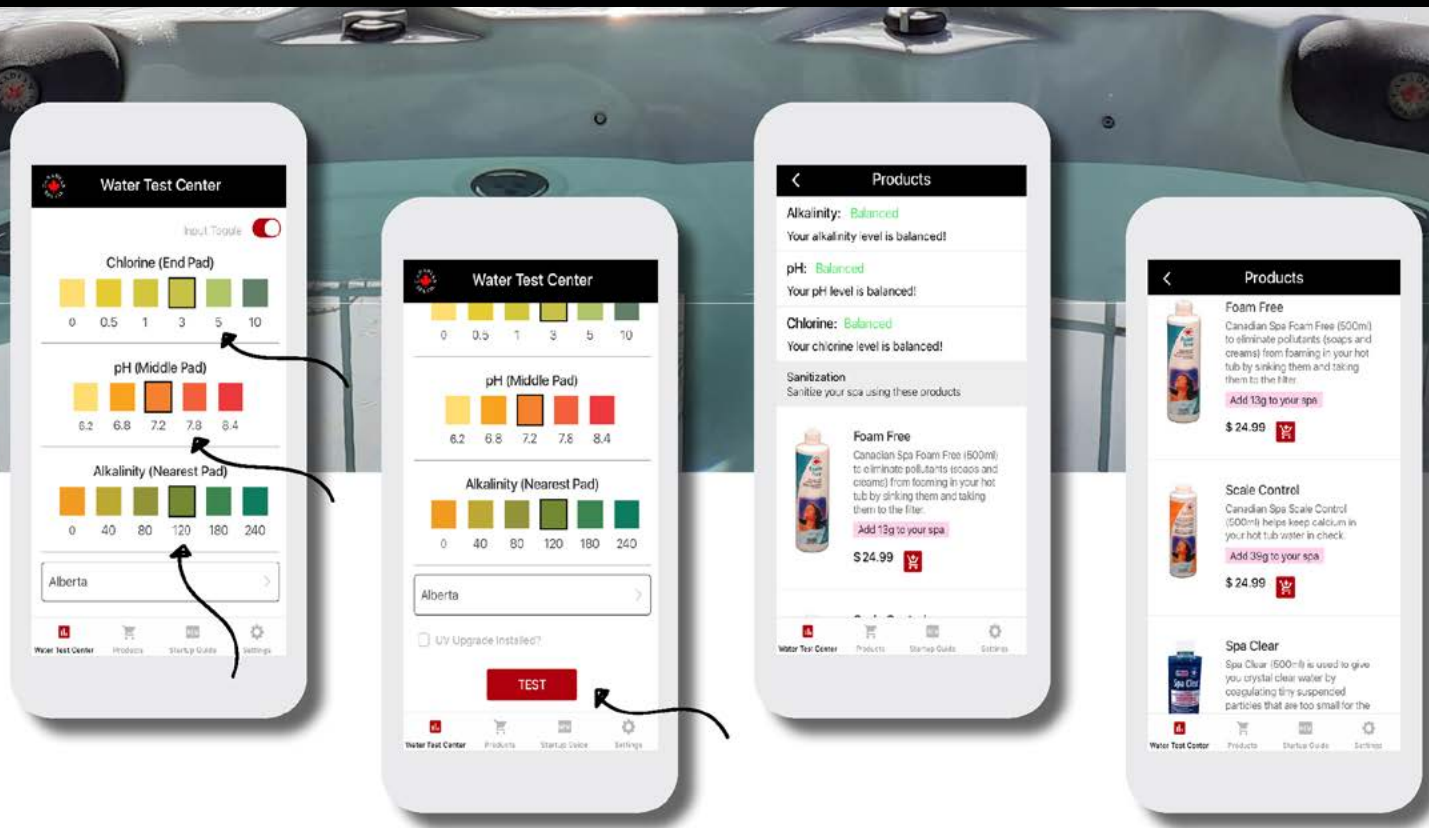 Water Test Center
Input Toggle
Chlorine (End Pad)
0 0.5 1 3 5 10
pH (Middle Pad)
6.2 6.8 7.2 7.8 8.4
Alkalinity (Nearest Pad)
0 40 80 120 180 240
Alberta
Water Test Center Products Startup Guide Settings
Water Test Center
0 0.5 1 3 5 10
pH (Middle Pad)
6.2 6.8 7.2 7.8 8.4
Alkalinity (Nearest Pad)
0 40 80 120 180 240
Alberta
UV Upgrade Installed?
TEST
Water Test Center Products Startup Guide Settings
Products
Alkalinity: Balanced
Your alkalinity level is balanced!
pH: Balanced
Your pH level is balanced!
Chlorine: Balanced
Your chlorine level is balanced!
Sanitization
Sanitize your spa using these products
Foam Free
Canadian Spa Foam Free (500ml)
to eliminate pollutants (soaps and
creams) from foaming in your hot
tub by sinking them and taking
them to the filter.
Add 13g to your spa
$ 24.99
Water Test Center Products Startup Guide Settings
Products
Foam Free
Canadian Spa Foam Free (500ml)
to eliminate pollutants (soaps and
creams) from foaming in your hot
tub by sinking them and taking
them to the filter.
Add 13g to your spa
$ 24.99
Scale Control
Canadian Spa Scale Control
(500ml) helps keep calcium in
your hot tub water in check.
Add 39g to your spa
$ 24.99
Spa Clear
Spa Clear (500ml) is used to give
you crystal clear water by
coagulating tiny suspended
particles that are too small for the
Water Test Center Products Startup Guide Settings